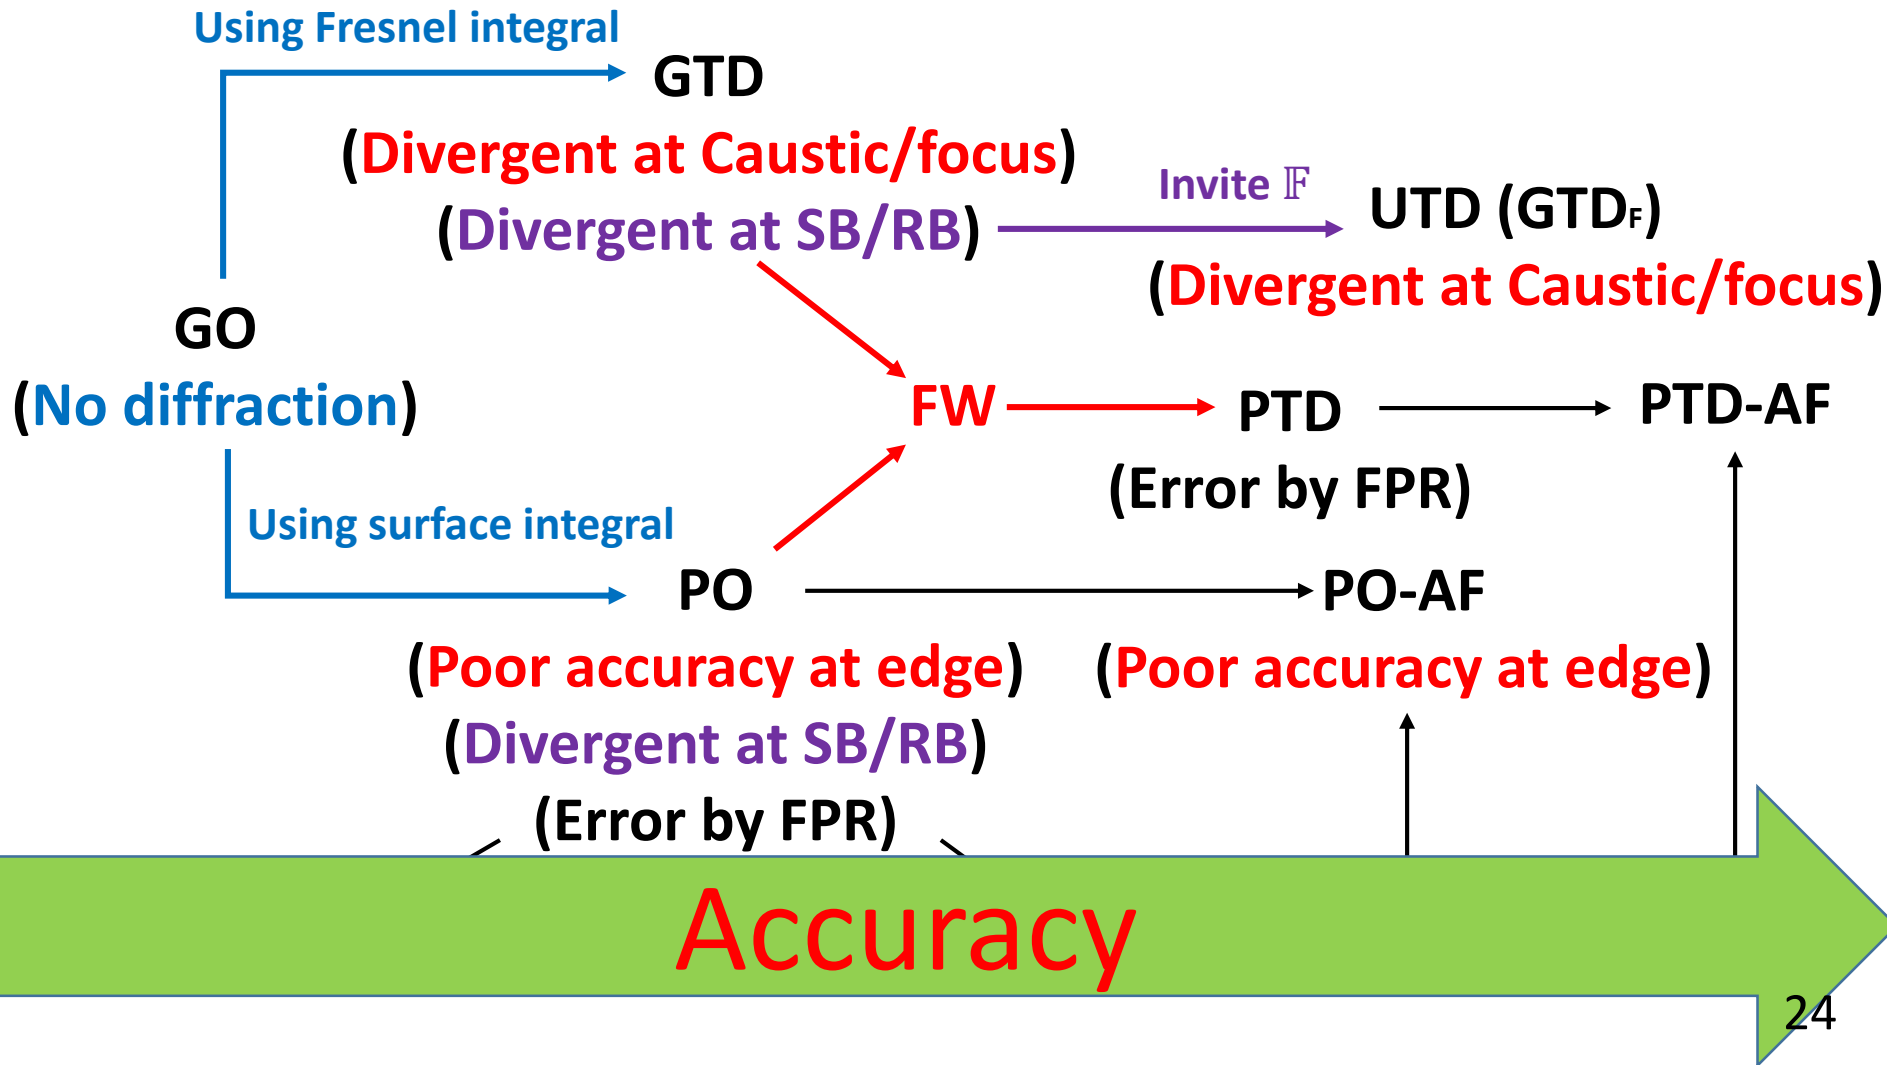 Using Fresnel integral
GTD
(Divergent at Caustic/focus)
(Divergent at SB/RB)
Invite 𝔽
UTD (GTDF)
(Divergent at Caustic/focus)
GO
(No diffraction)
FW
PTD
(Error by FPR)
PTD-AF
Using surface integral
PO
(Poor accuracy at edge)
(Divergent at SB/RB)
(Error by FPR)
PO-AF
(Poor accuracy at edge)
Accuracy
24